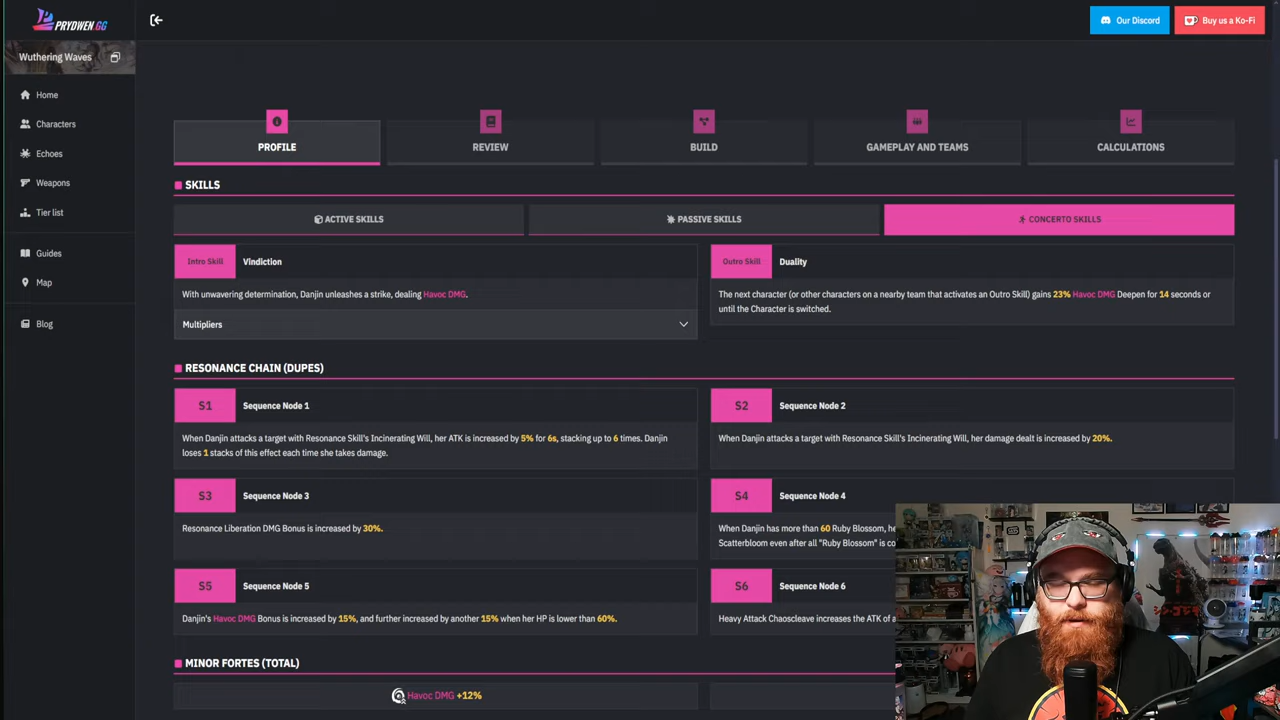 PRYDWEN.GG
Our Discord
Buy us a Ko-Fi
Wuthering Waves
Home
Characters
Echoes
Weapons
Tier list
Guides
Map
Blog
PROFILE
REVIEW
BUILD
GAMEPLAY AND TEAMS
CALCULATIONS
SKILLS
ACTIVE SKILLS
PASSIVE SKILLS
CONCERTO SKILLS
Intro Skill
Vindiction
With unwavering determination, Danjin unleashes a strike, dealing Havoc DMG.
Multipliers
Outro Skill
Duality
The next character (or other characters on a nearby team that activates an Outro Skill) gains 23% Havoc DMG Deepen for 14 seconds or
until the Character is switched.
RESONANCE CHAIN (DUPES)
S1
Sequence Node 1
When Danjin attacks a target with Resonance Skill's Incinerating Will, her ATK is increased by 5% for 6s, stacking up to 6 times. Danjin
loses 1 stacks of this effect each time she takes damage.
S2
Sequence Node 2
When Danjin attacks a target with Resonance Skill's Incinerating Will, her damage dealt is increased by 20%.
S3
Sequence Node 3
Resonance Liberation DMG Bonus is increased by 30%.
S4
Sequence Node 4
When Danjin has more than 60 Ruby Blossom, he
Scatterbloom even after all "Ruby Blossom" is co
S5
Sequence Node 5
Danjin's Havoc DMG Bonus is increased by 15%, and further increased by another 15% when her HP is lower than 60%.
S6
Sequence Node 6
Heavy Attack Chaoscleave increases the ATK of a
MINOR FORTES (TOTAL)
Havoc DMG +12%